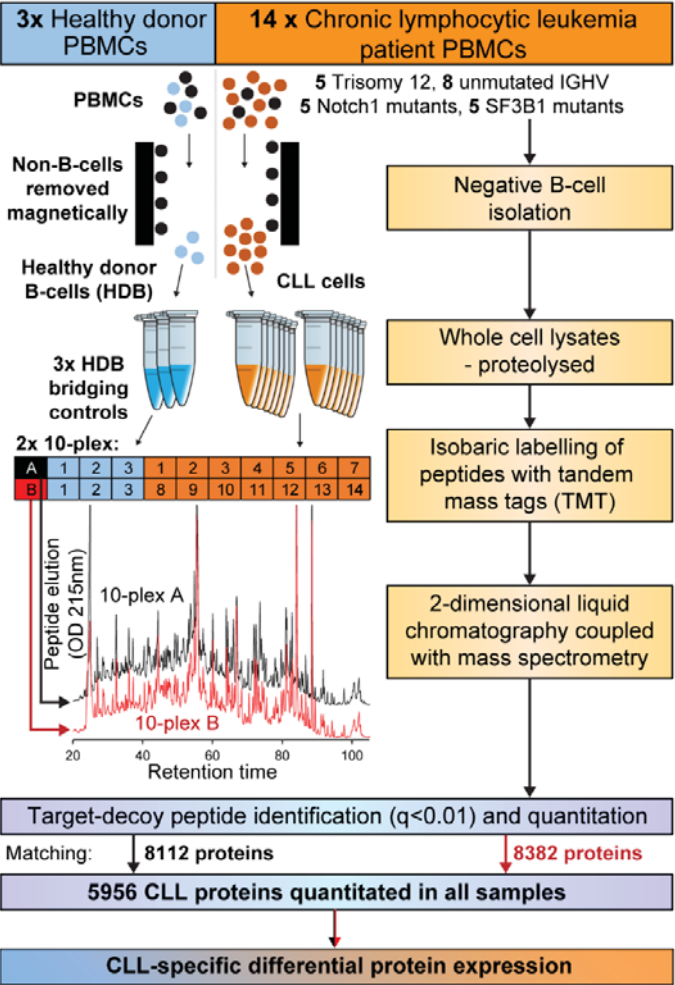 3x Healthy donor
PBMCs
14 x Chronic lymphocytic leukemia
patient PBMCs
PBMCs
5 Trisomy 12, 8 unmutated IGHV
5 Notch1 mutants, 5 SF3B1 mutants
Non-B-cells
removed
magnetically
Negative B-cell
isolation
Healthy donor
B-cells (HDB)
CLL cells
Whole cell lysates
- proteolysed
3x HDB
bridging
controls
2x 10-plex:
A 1 2 3 1 2 3 4 5 6 7
B 1 2 3 8 9 10 11 12 13 14
Isobaric labelling of
peptides with tandem
mass tags (TMT)
Peptide elution
(OD 215nm)
10-plex A
10-plex B
20 40 60 80 100
Retention time
2-dimensional liquid
chromatography coupled
with mass spectrometry
Target-decoy peptide identification (q<0.01) and quantitation
Matching: 8112 proteins 8382 proteins
5956 CLL proteins quantitated in all samples
CLL-specific differential protein expression